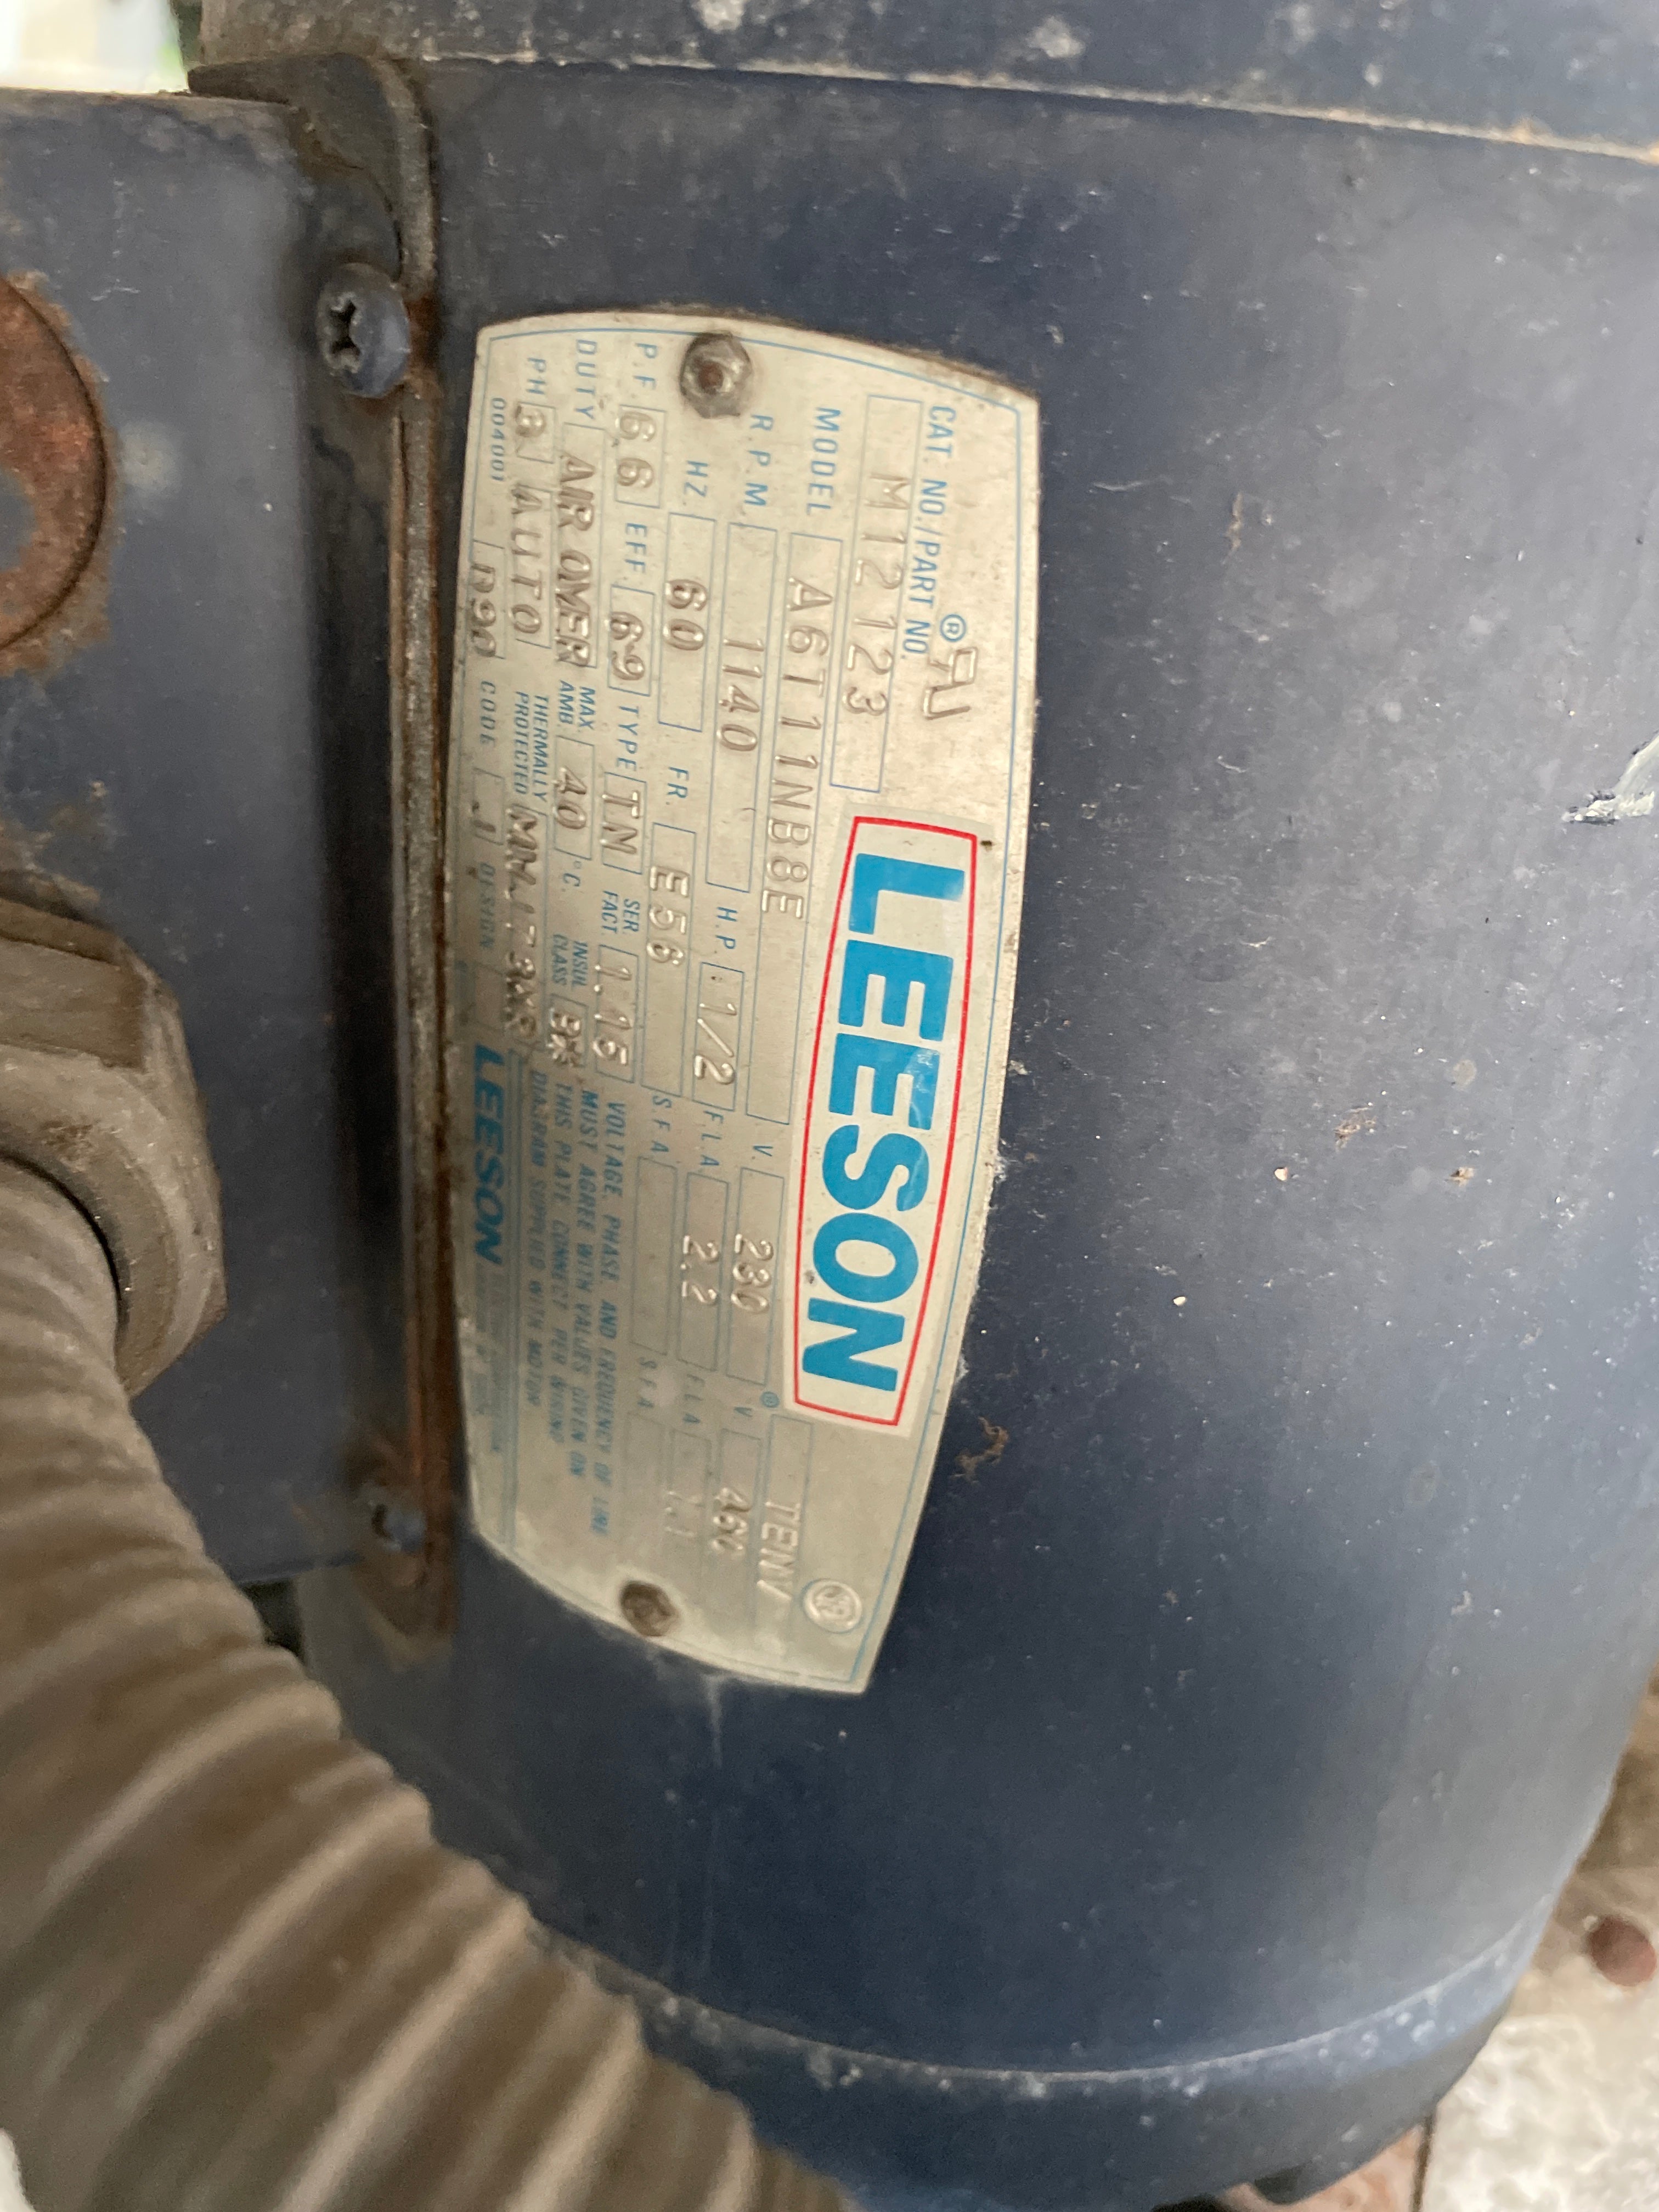 CAT. NO./PART NO.
M12123
LEESON
MODEL A6T11NB8E
TENV
R.P.M. 1140 H.P. 1/2 V. 230 V. 460
HZ. 60 FR. E56 F.L.A. 2.2 F.L.A. 1.1
P.F. 66 EFF. 69 TYPE TN SER. FACT. 1.15 S.F.A. S.F.A.
DUTY AIR OVER MAX. AMB. 40 °C. INSUL CLASS
PH 3 AUTO THERMALLY PROTECTED
004001 CODE J DESIGN
VOLTAGE, PHASE, AND FREQUENCY OF LINE
MUST AGREE WITH VALUES GIVEN ON
THIS PLATE. CONNECT PER WIRING
DIAGRAM SUPPLIED WITH MOTOR
LEESON